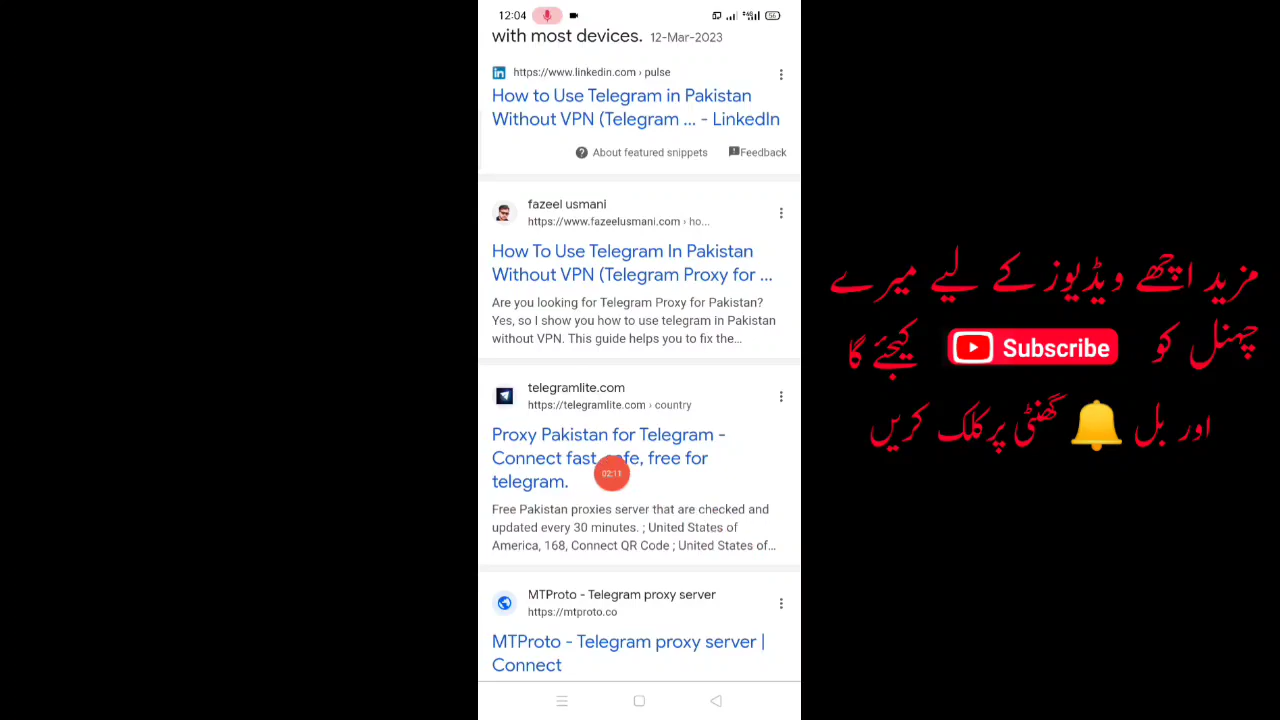 12:04
56
with most devices. 12-Mar-2023
https://www.linkedin.com › pulse
How to Use Telegram in Pakistan
Without VPN (Telegram ... - LinkedIn
About featured snippets Feedback
fazeel usmani
https://www.fazeelusmani.com › ho...
How To Use Telegram In Pakistan
Without VPN (Telegram Proxy for ...
Are you looking for Telegram Proxy for Pakistan?
Yes, so I show you how to use telegram in Pakistan
without VPN. This guide helps you to fix the...
telegramlite.com
https://telegramlite.com › country
Proxy Pakistan for Telegram -
Connect fast, safe, free for
telegram.
02:11
Free Pakistan proxies server that are checked and
updated every 30 minutes. ; United States of
America, 168, Connect QR Code ; United States of...
MTProto - Telegram proxy server
https://mtproto.co
MTProto - Telegram proxy server |
Connect
مزید اچھے ویڈیوز کے لیے میرے
چہنل کو Subscribe کیجئے گا
اور بل گھنٹی پر کلک کریں